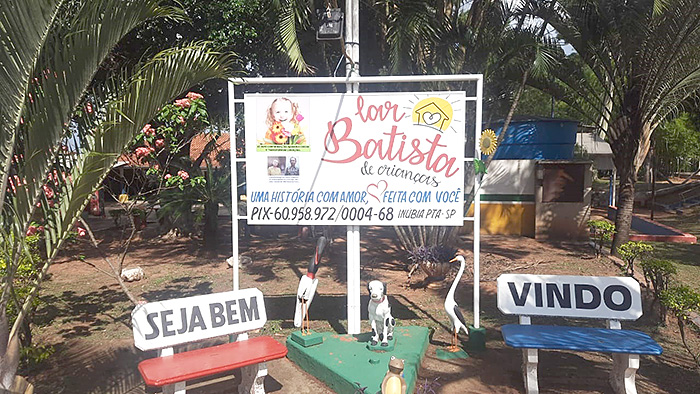 Lar
Batista
de crianças
UMA HISTÓRIA COM AMOR, FEITA COM VOCÊ
PIX-60.958.972/0004-68 INUBIA PTA-SP
SEJA BEM
VINDO